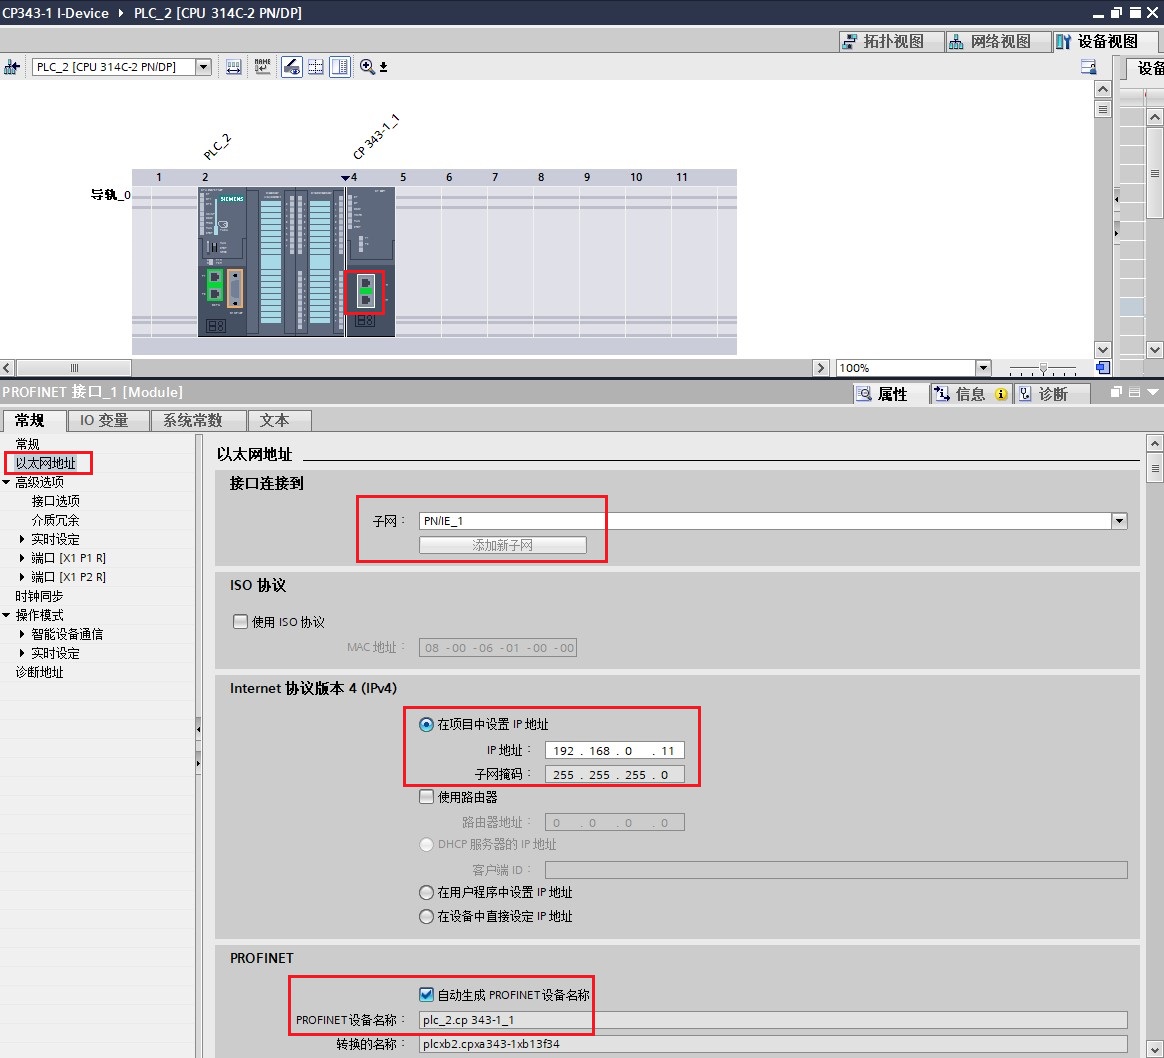 CP343-1 I-Device ▸ PLC_2 [CPU 314C-2 PN/DP]
拓扑视图 网络视图 设备视图
PLC_2 [CPU 314C-2 PN/DP] 设备
PLC_2 CP 343-1_1
1 2 4 5 6 7 8 9 10 11
导轨_0
SIEMENS
100%
PROFINET 接口_1 [Module] 属性 信息 诊断
常规 IO 变量 系统常数 文本
常规
以太网地址
高级选项
接口选项
介质冗余
实时设定
端口 [X1 P1 R]
端口 [X1 P2 R]
时钟同步
操作模式
智能设备通信
实时设定
诊断地址
以太网地址
接口连接到
子网: PN/IE_1
添加新子网
ISO 协议
使用 ISO 协议
MAC 地址: 08 -00 -06 -01 -00 -00
Internet 协议版本 4 (IPv4)
在项目中设置 IP 地址
IP 地址: 192 . 168 . 0 . 11
子网掩码: 255 . 255 . 255 . 0
使用路由器
路由器地址: 0 . 0 . 0 . 0
DHCP 服务器的 IP 地址
客户端 ID:
在用户程序中设置 IP 地址
在设备中直接设定 IP 地址
PROFINET
自动生成 PROFINET设备名称
PROFINET设备名称: plc_2.cp 343-1_1
转换的名称: plcxb2.cpxa343-1xb13f34